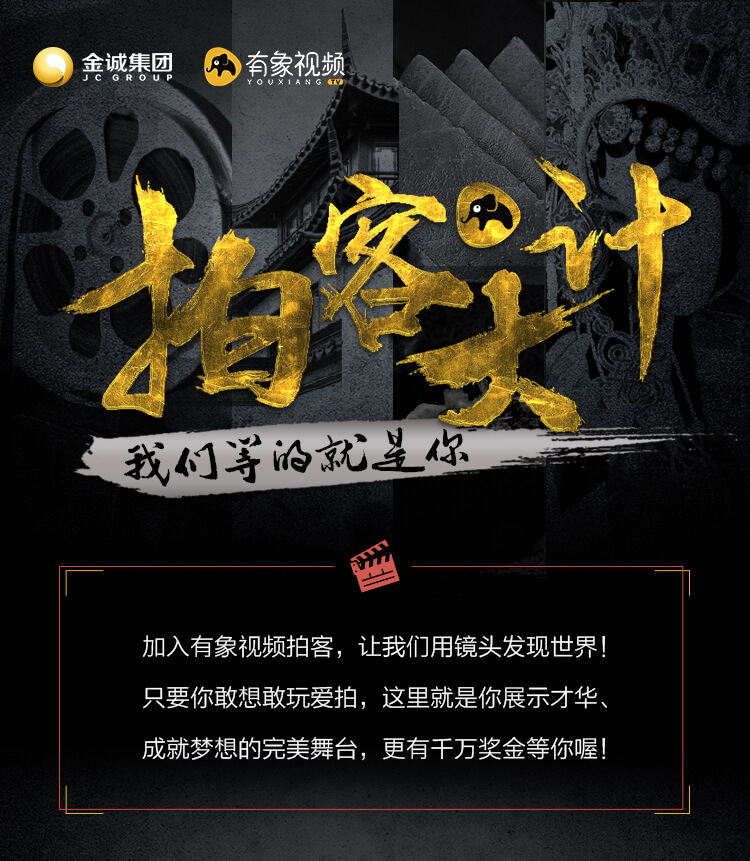 金诚集团
JC GROUP
有象视频
YOUXIANG TV
拍客大计
我们等的就是你
加入有象视频拍客，让我们用镜头发现世界！
只要你敢想敢玩爱拍，这里就是你展示才华、
成就梦想的完美舞台，更有千万奖金等你喔！